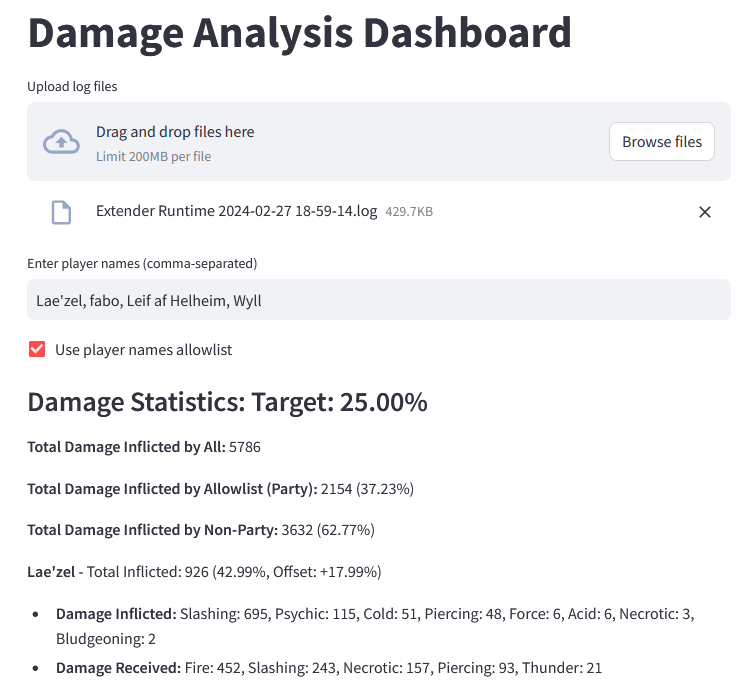 Damage Analysis Dashboard
Upload log files
Drag and drop files here
Limit 200MB per file
Browse files
Extender Runtime 2024-02-27 18-59-14.log 429.7KB
Enter player names (comma-separated)
Lae'zel, fabo, Leif af Helheim, Wyll
Use player names allowlist
Damage Statistics: Target: 25.00%
Total Damage Inflicted by All: 5786
Total Damage Inflicted by Allowlist (Party): 2154 (37.23%)
Total Damage Inflicted by Non-Party: 3632 (62.77%)
Lae'zel - Total Inflicted: 926 (42.99%, Offset: +17.99%)
• Damage Inflicted: Slashing: 695, Psychic: 115, Cold: 51, Piercing: 48, Force: 6, Acid: 6, Necrotic: 3,
Bludgeoning: 2
• Damage Received: Fire: 452, Slashing: 243, Necrotic: 157, Piercing: 93, Thunder: 21